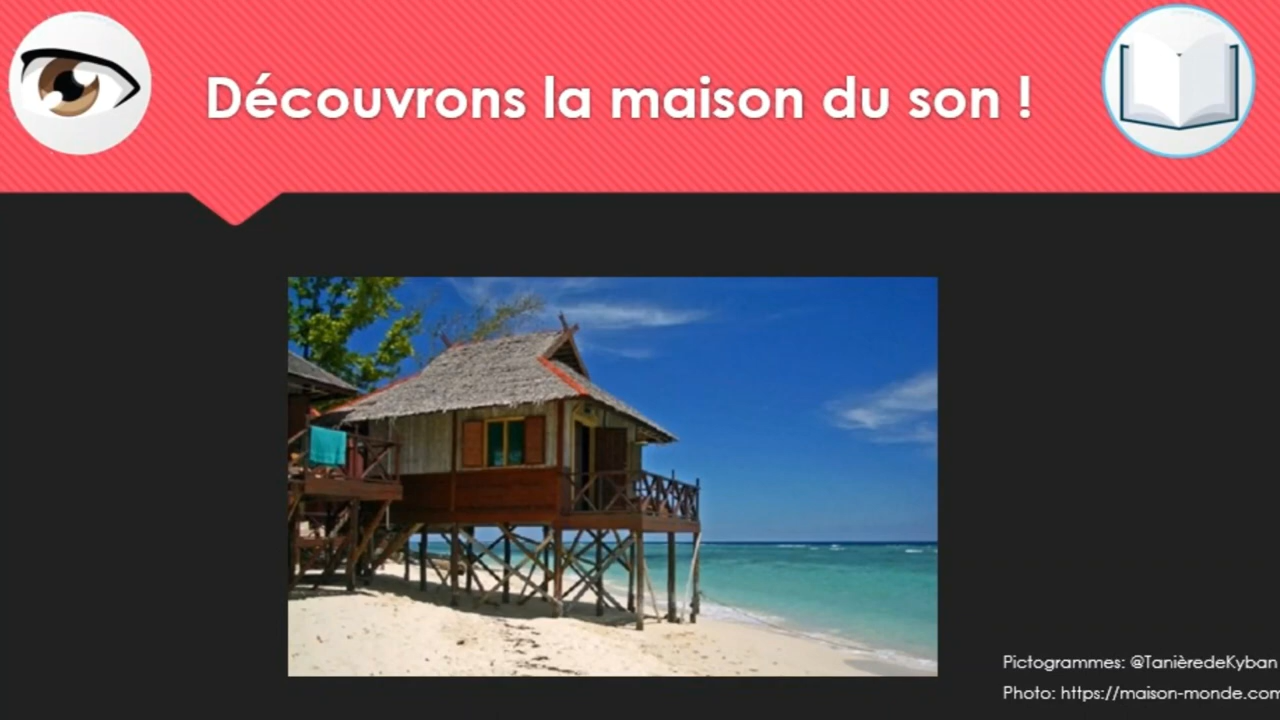 Découvrons la maison du son !
Pictogrammes: @TanièredeKyban
Photo: https://maison-monde.com